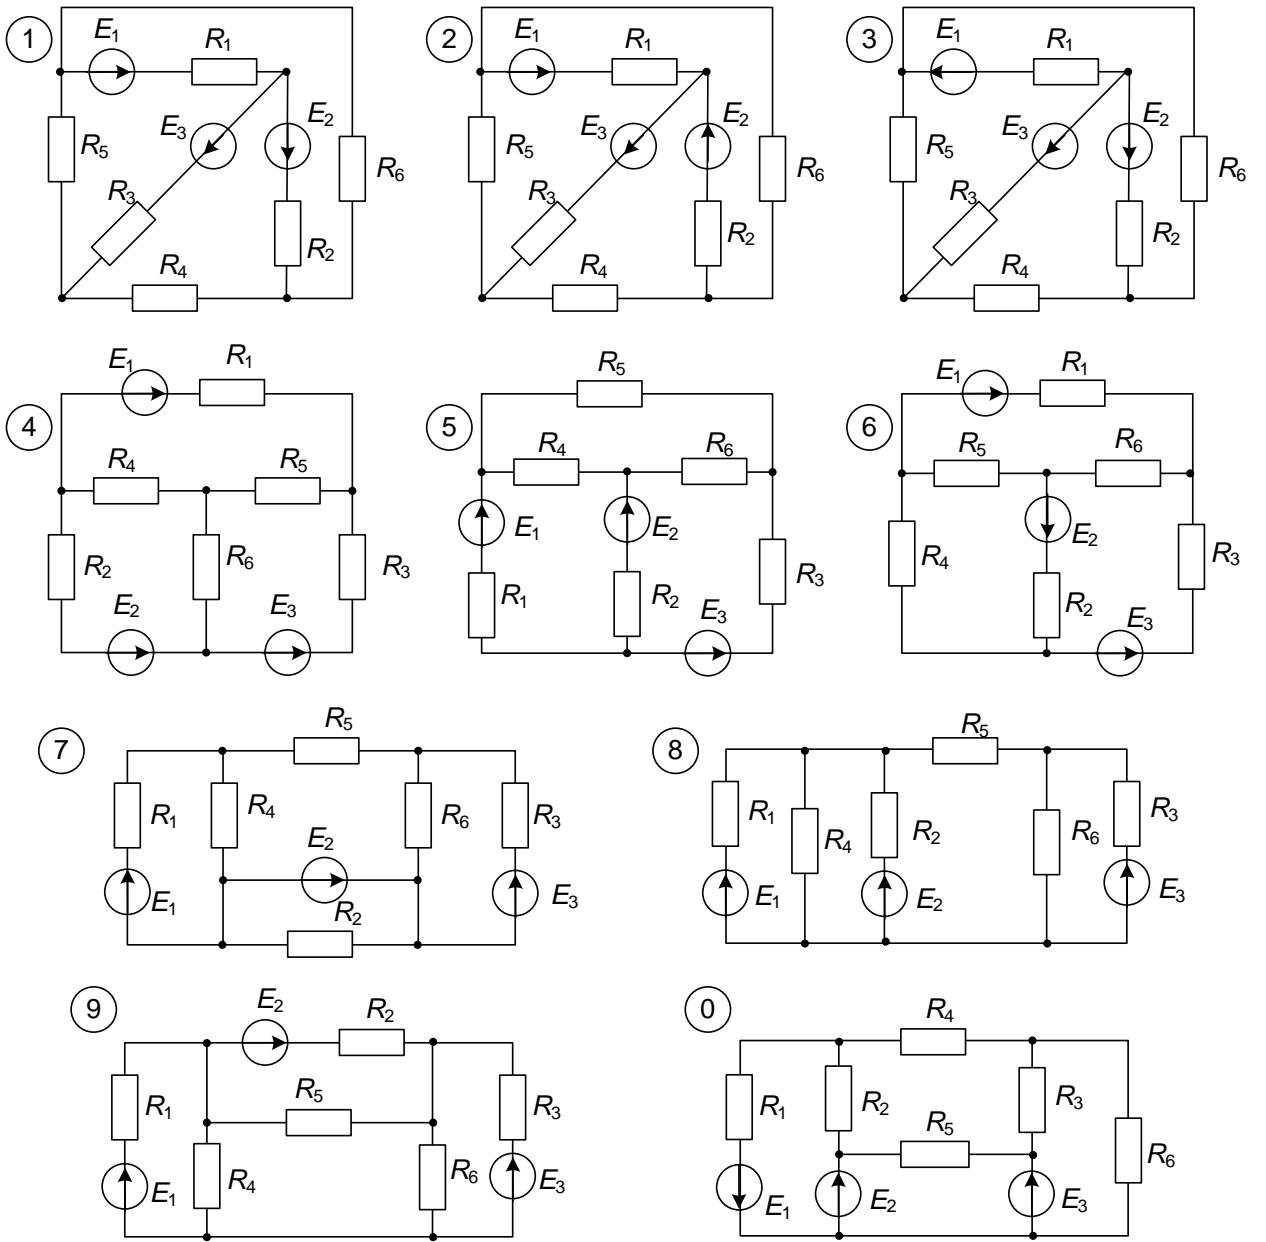 1 E1 R1 2 E1 R1 3 E1 R1
E3 E2 E3 E2 E3 E2
R5 R6 R5 R6 R5 R6
R3 R3 R3
R2 R2 R2
R4 R4 R4
4 E1 R1 5 R5 6 E1 R1
R4 R5 R4 R6 R5 R6
R2 R6 R3 E1 E2 R3 R4 E2 R3
E2 E3 R1 R2 E3 R2 E3
7 R5 8 R5
R1 R4 R6 R3 R1 R4 R2 R6 R3
E2
E1 R2 E3 E1 E2 E3
9 E2 R2 0 R4
R1 R5 R3 R1 R2 R5 R3 R6
E1 R4 R6 E3 E1 E2 E3